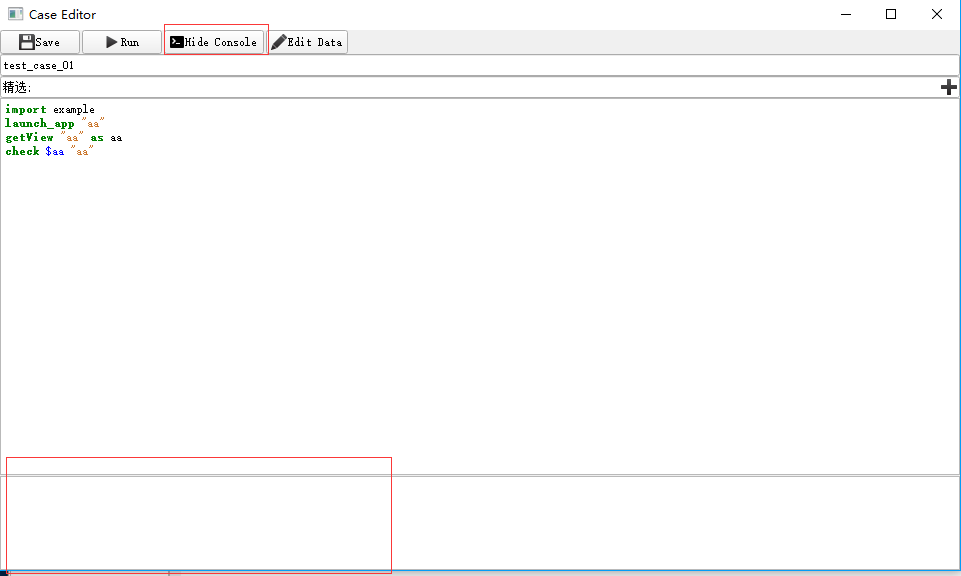 Case Editor
Save Run Hide Console Edit Data
test_case_01
精选:
import example
launch_app "aa"
getView "aa" as aa
check $aa "aa"